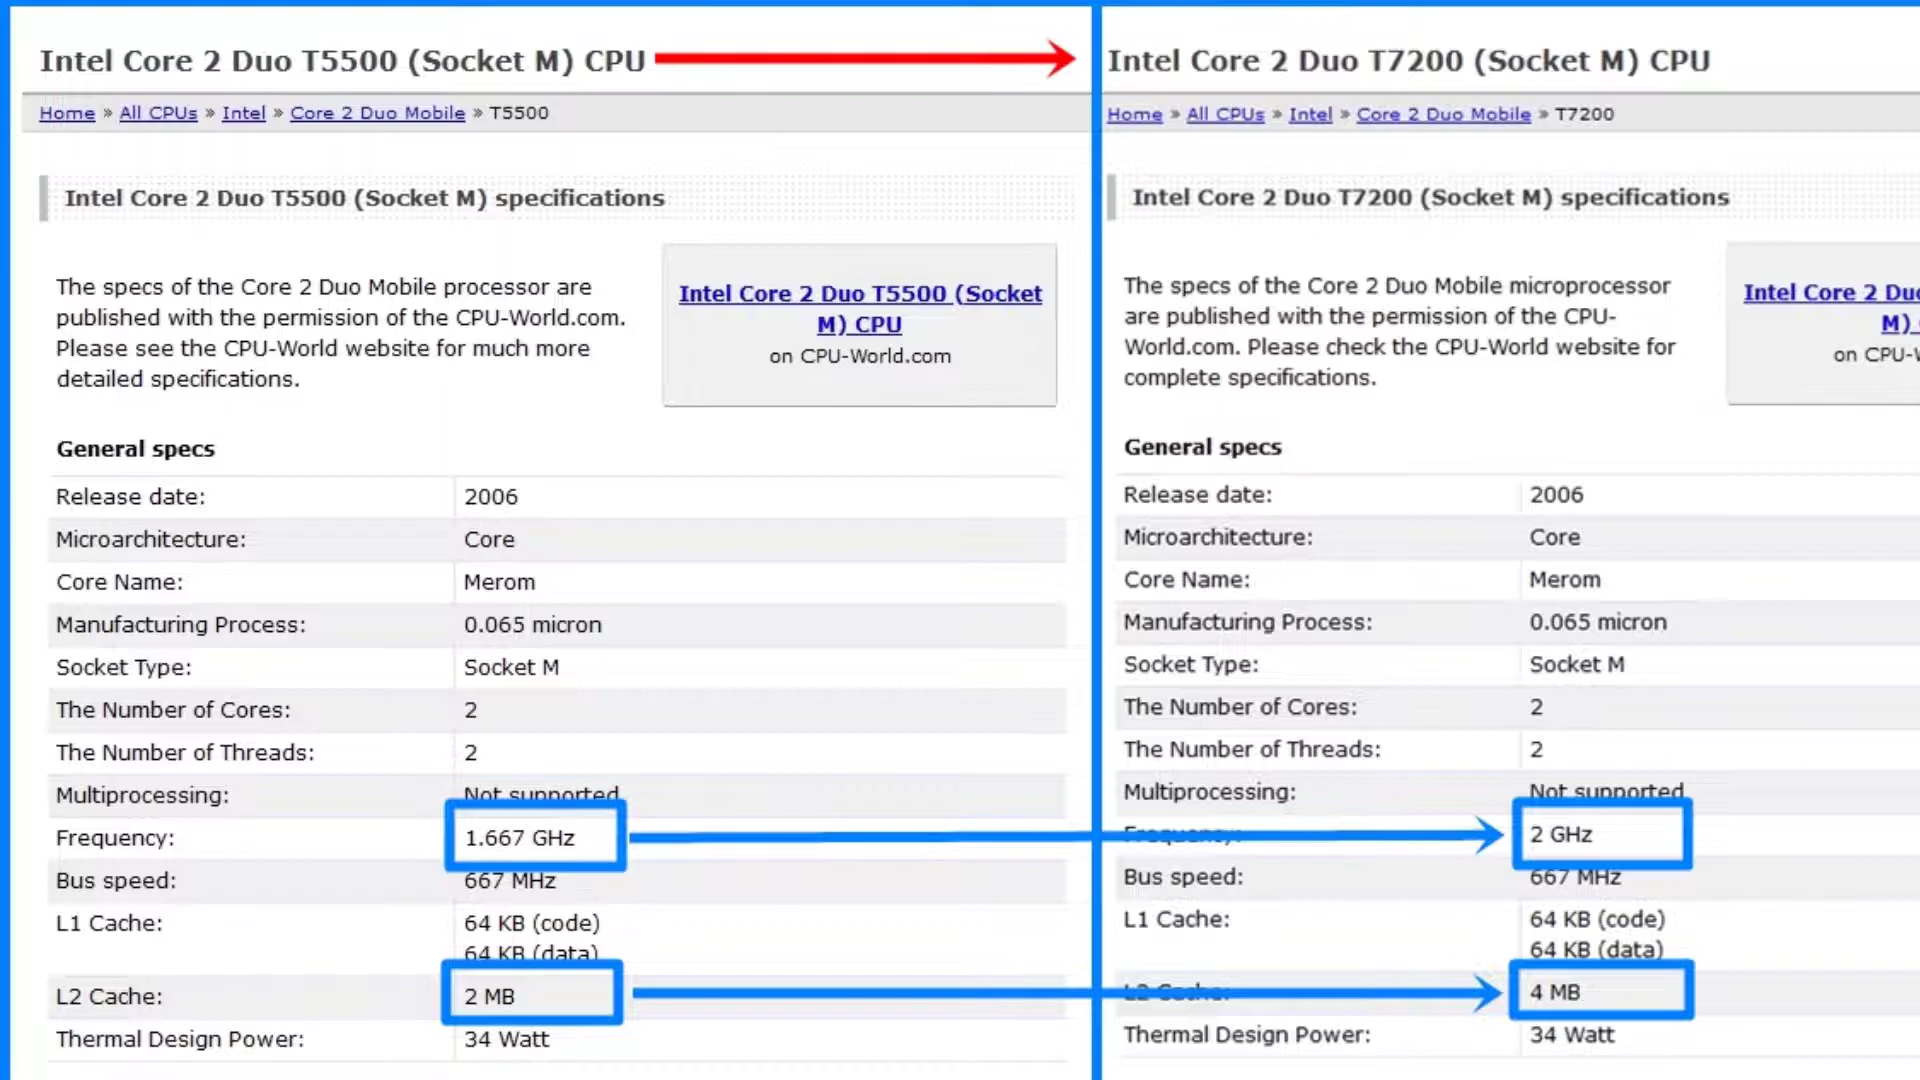 Intel Core 2 Duo T5500 (Socket M) CPU
Home » All CPUs » Intel » Core 2 Duo Mobile » T5500
Intel Core 2 Duo T5500 (Socket M) specifications
The specs of the Core 2 Duo Mobile processor are
published with the permission of the CPU-World.com.
Please see the CPU-World website for much more
detailed specifications.
Intel Core 2 Duo T5500 (Socket
M) CPU
on CPU-World.com
General specs
Release date: 2006
Microarchitecture: Core
Core Name: Merom
Manufacturing Process: 0.065 micron
Socket Type: Socket M
The Number of Cores: 2
The Number of Threads: 2
Multiprocessing: Not supported
Frequency: 1.667 GHz
Bus speed: 667 MHz
L1 Cache: 64 KB (code)
64 KB (data)
L2 Cache: 2 MB
Thermal Design Power: 34 Watt
Intel Core 2 Duo T7200 (Socket M) CPU
Home » All CPUs » Intel » Core 2 Duo Mobile » T7200
Intel Core 2 Duo T7200 (Socket M) specifications
The specs of the Core 2 Duo Mobile microprocessor
are published with the permission of the CPU-
World.com. Please check the CPU-World website for
complete specifications.
Intel Core 2 Duo
M)
on CPU-
General specs
Release date: 2006
Microarchitecture: Core
Core Name: Merom
Manufacturing Process: 0.065 micron
Socket Type: Socket M
The Number of Cores: 2
The Number of Threads: 2
Multiprocessing: Not supported
Frequency: 2 GHz
Bus speed: 667 MHz
L1 Cache: 64 KB (code)
64 KB (data)
L2 Cache: 4 MB
Thermal Design Power: 34 Watt